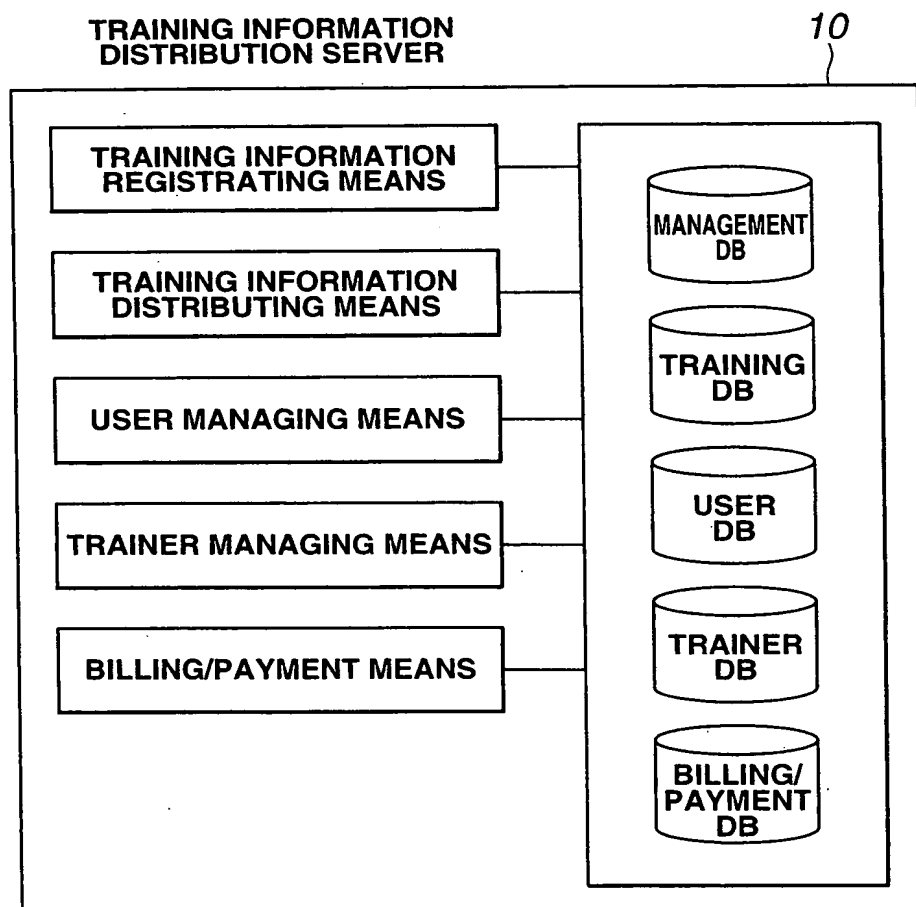 TRAINING INFORMATION
DISTRIBUTION SERVER
10
TRAINING INFORMATION
REGISTRATING MEANS
TRAINING INFORMATION
DISTRIBUTING MEANS
USER MANAGING MEANS
TRAINER MANAGING MEANS
BILLING/PAYMENT MEANS
MANAGEMENT
DB
TRAINING
DB
USER
DB
TRAINER
DB
BILLING/
PAYMENT
DB